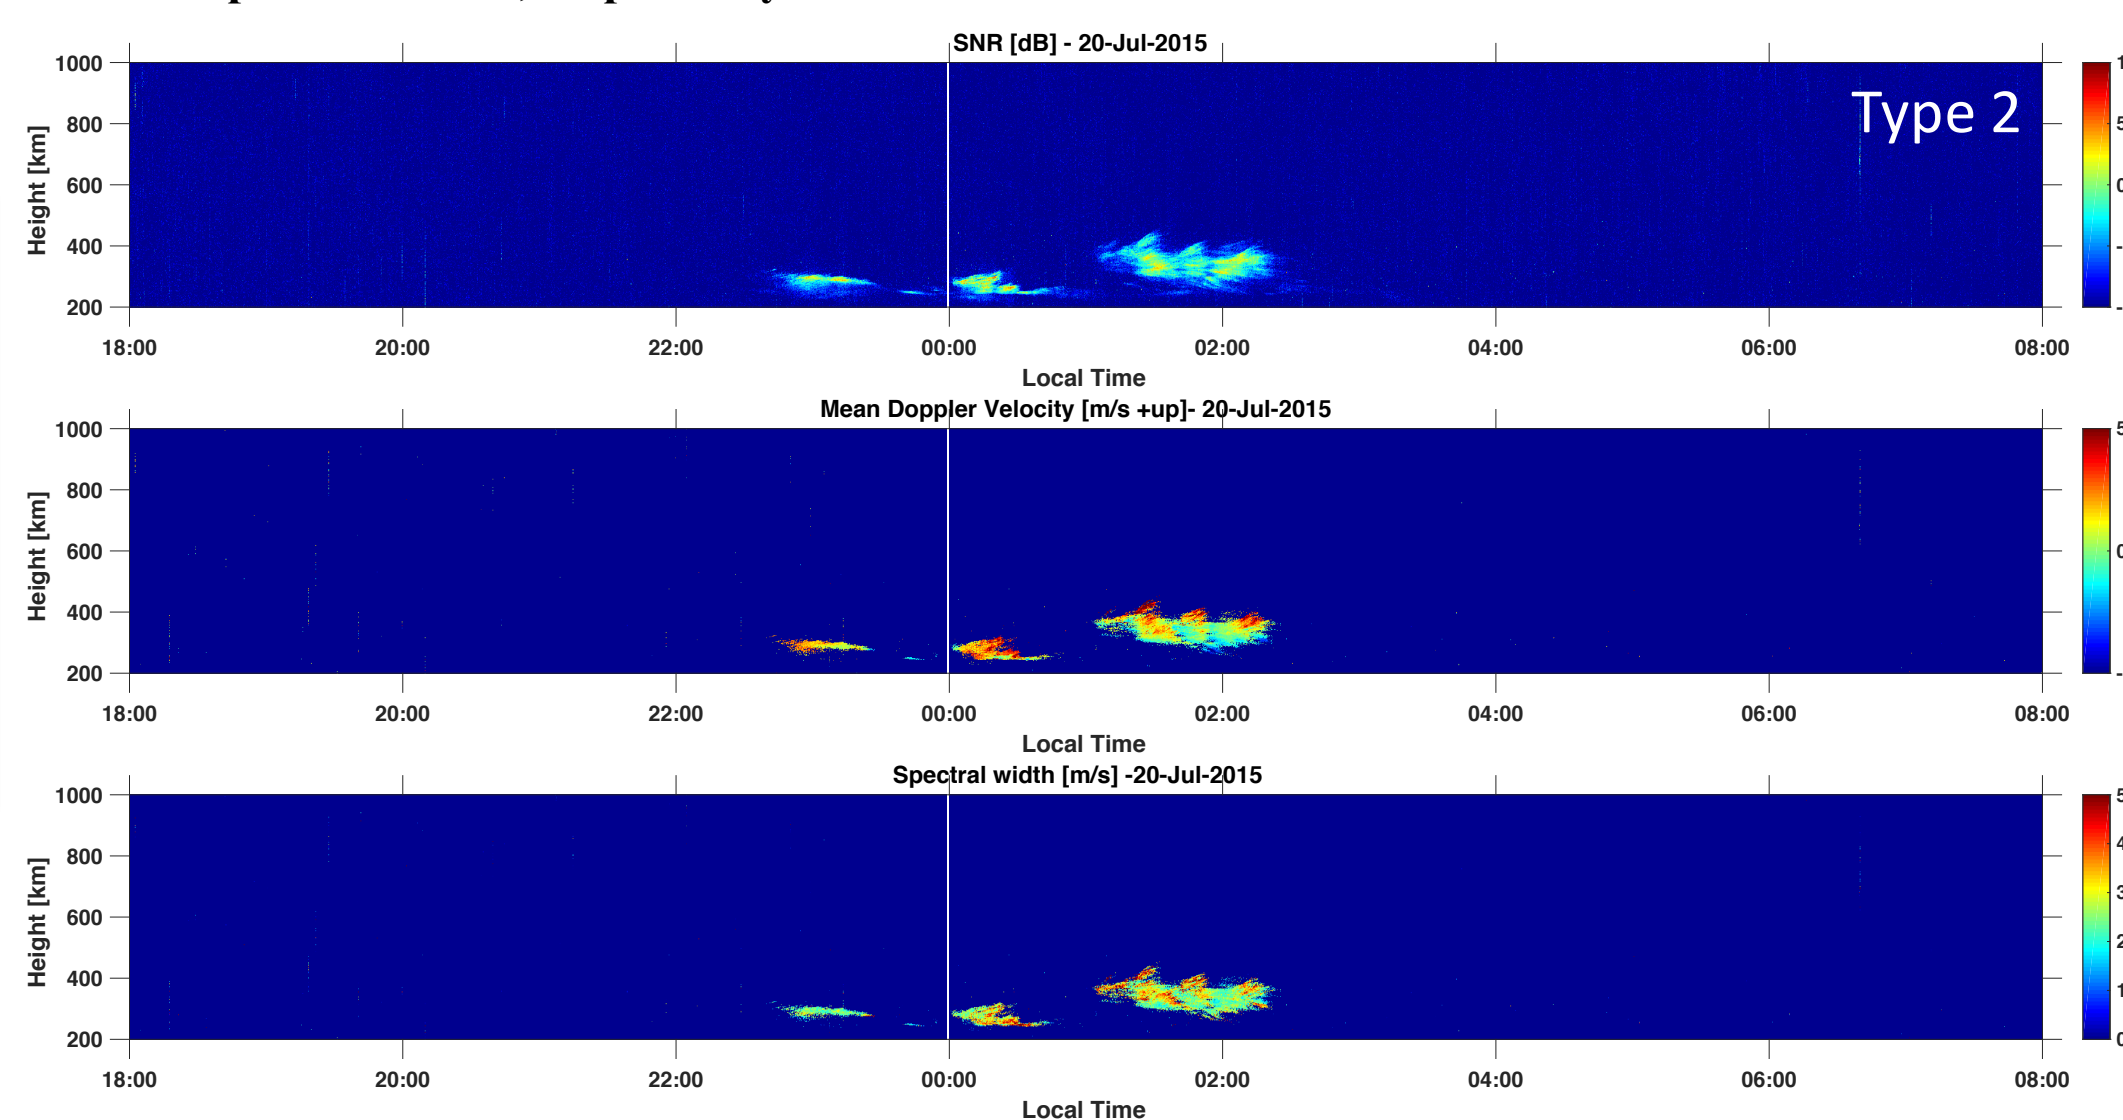 SNR [dB] - 20-Jul-2015
Type 2
1000
800
600
400
200
Height [km]
18:00 20:00 22:00 00:00 02:00 04:00 06:00 08:00
Local Time
Mean Doppler Velocity [m/s +up]- 20-Jul-2015
1000
800
600
400
200
Height [km]
18:00 20:00 22:00 00:00 02:00 04:00 06:00 08:00
Local Time
Spectral width [m/s] -20-Jul-2015
1000
800
600
400
200
Height [km]
18:00 20:00 22:00 00:00 02:00 04:00 06:00 08:00
Local Time